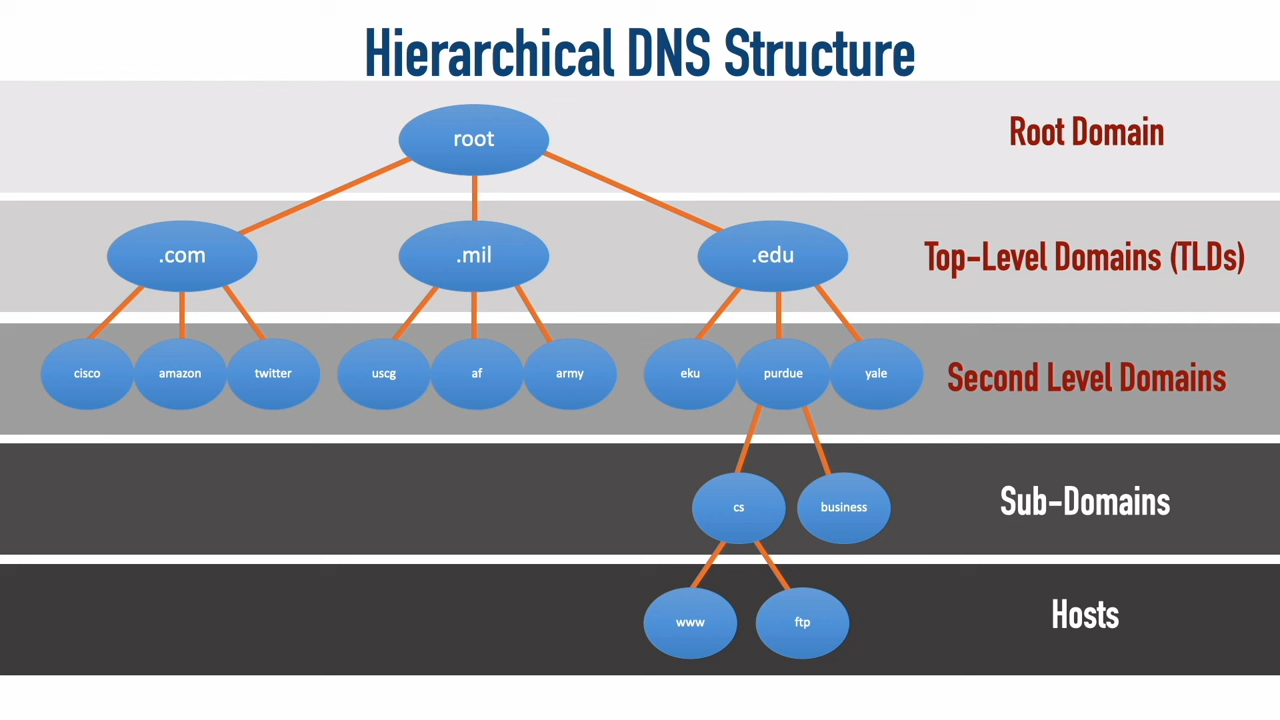 Hierarchical DNS Structure
root
Root Domain
.com
.mil
.edu
Top-Level Domains (TLDs)
cisco
amazon
twitter
uscg
af
army
eku
purdue
yale
Second Level Domains
cs
business
Sub-Domains
www
ftp
Hosts